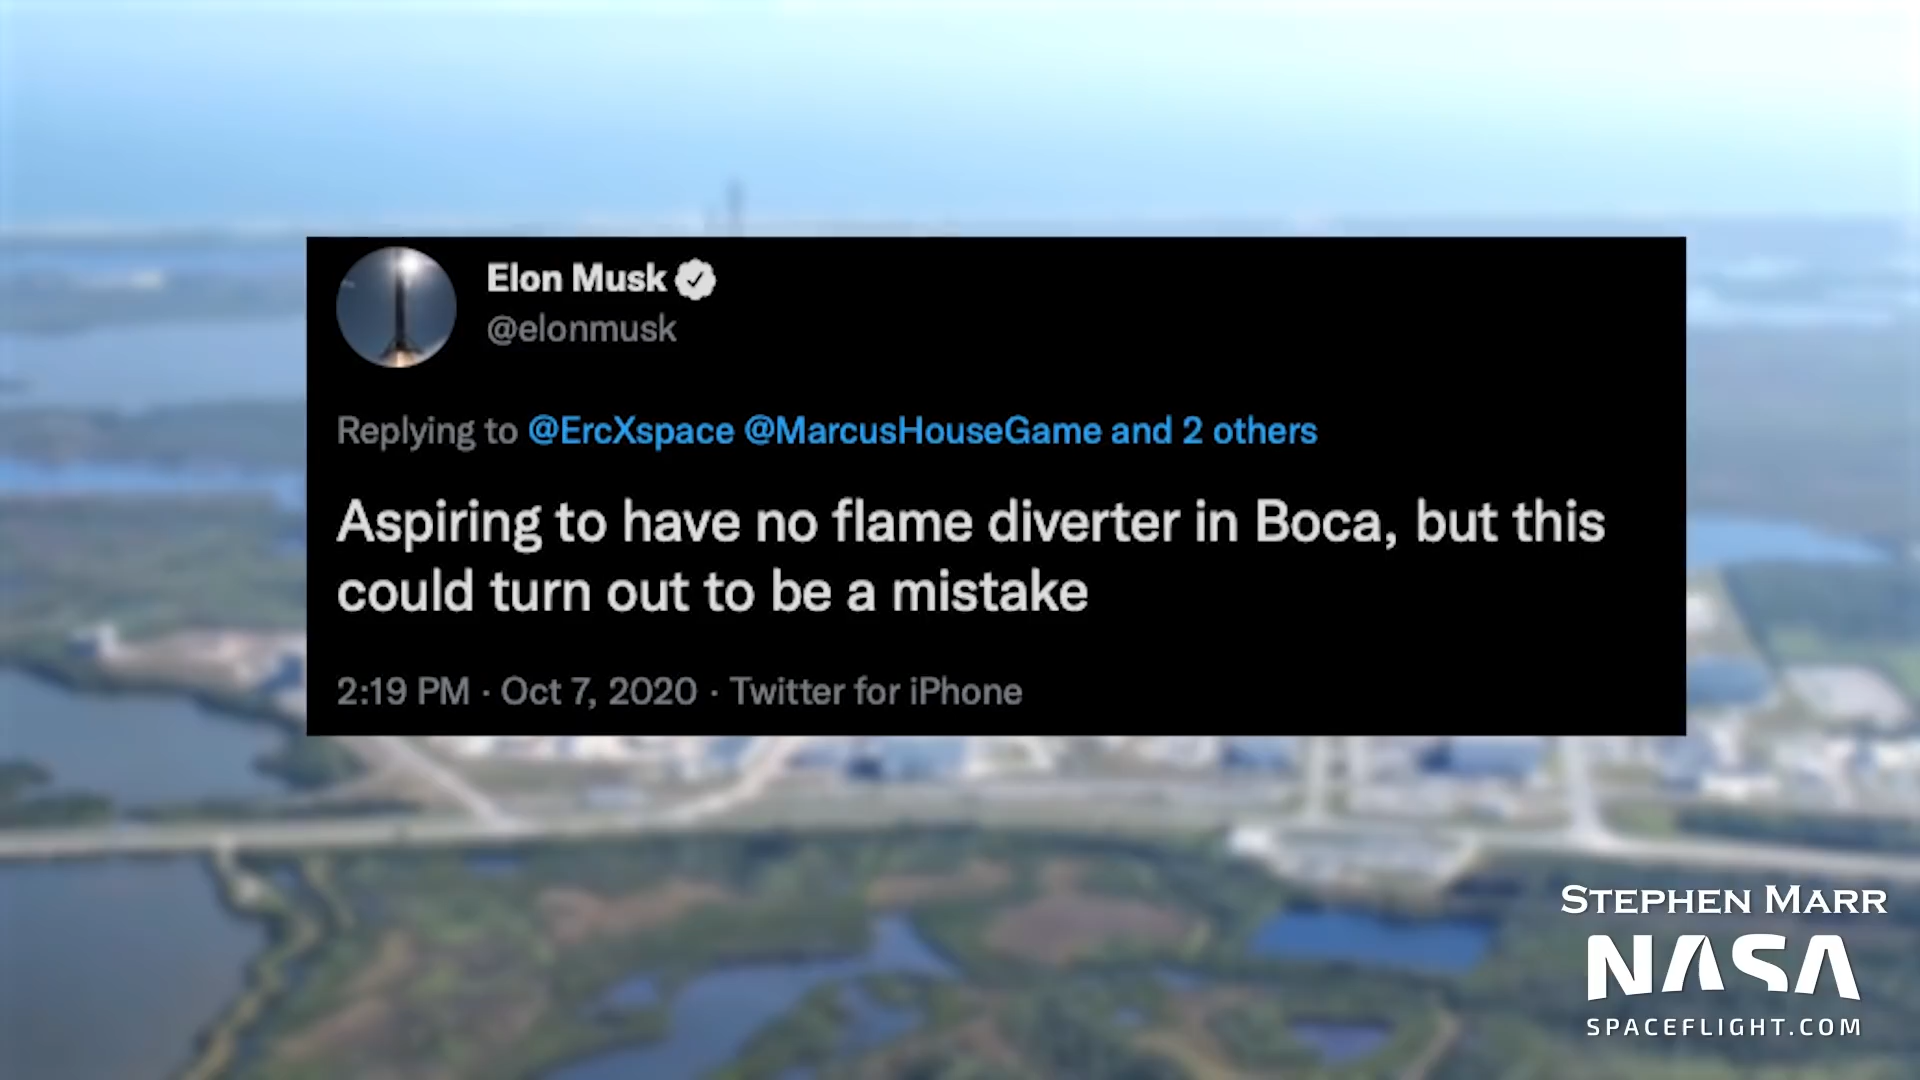 Elon Musk
@elonmusk
Replying to @ErcXspace @MarcusHouseGame and 2 others
Aspiring to have no flame diverter in Boca, but this
could turn out to be a mistake
2:19 PM · Oct 7, 2020 · Twitter for iPhone
STEPHEN MARR
NASA
SPACEFLIGHT.COM